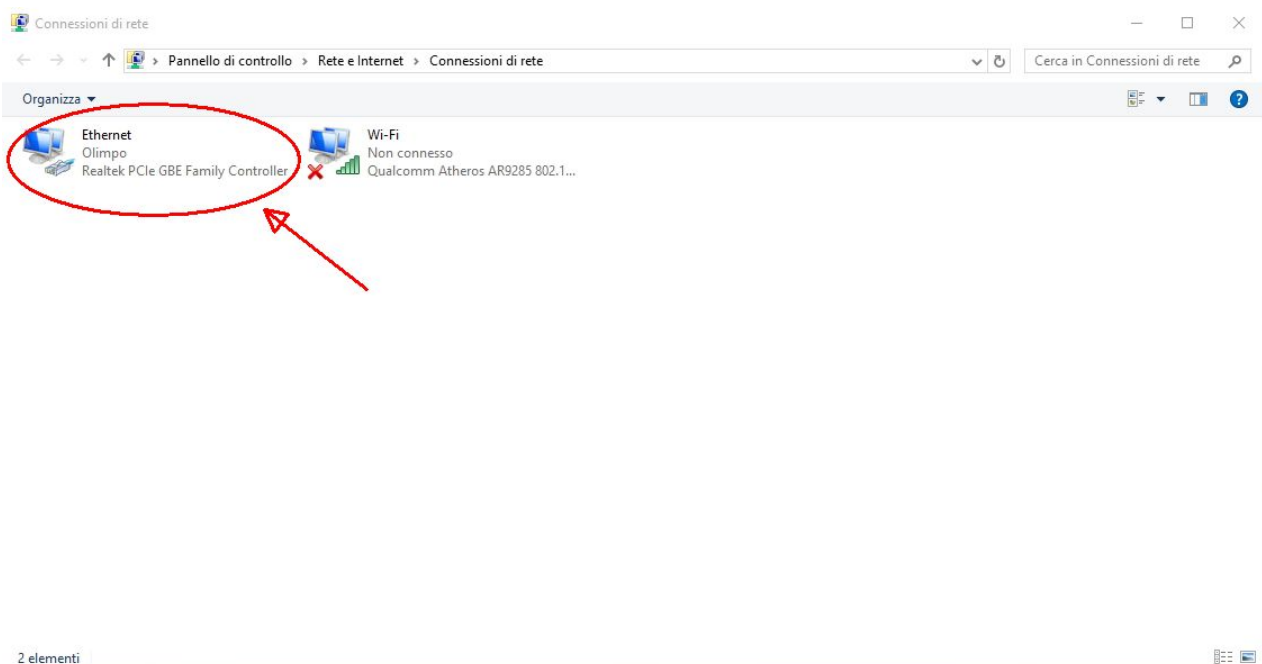 Connessioni di rete
Pannello di controllo › Rete e Internet › Connessioni di rete
Cerca in Connessioni di rete
Organizza
Ethernet
Olimpo
Realtek PCIe GBE Family Controller
Wi-Fi
Non connesso
Qualcomm Atheros AR9285 802.1...
2 elementi